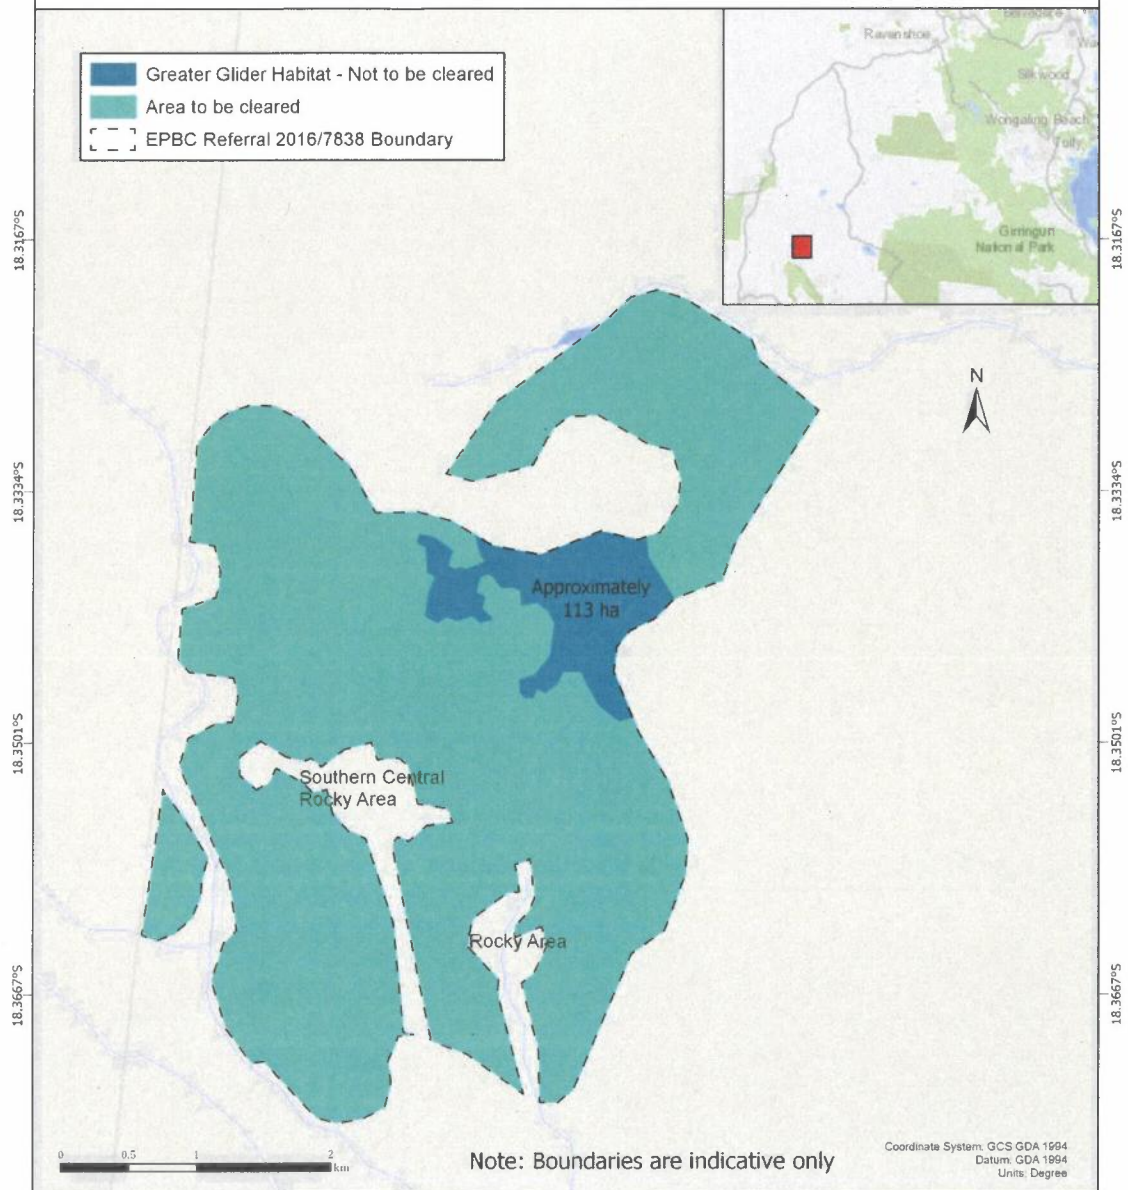 Greater Glider Habitat - Not to be cleared
Area to be cleared
EPBC Referral 2016/7838 Boundary
Belvedere
Ravenshoe
Silkwood
Wongaling Beach
Tully
Girringun
National Park
18.3167°S
18.3167°S
N
18.3334°S
18.3334°S
Approximately
113 ha
18.3501°S
18.3501°S
Southern Central
Rocky Area
Rocky Area
18.3667°S
18.3667°S
0 0.5 1 2
km
Note: Boundaries are indicative only
Coordinate System: GCS GDA 1994
Datum: GDA 1994
Units: Degree